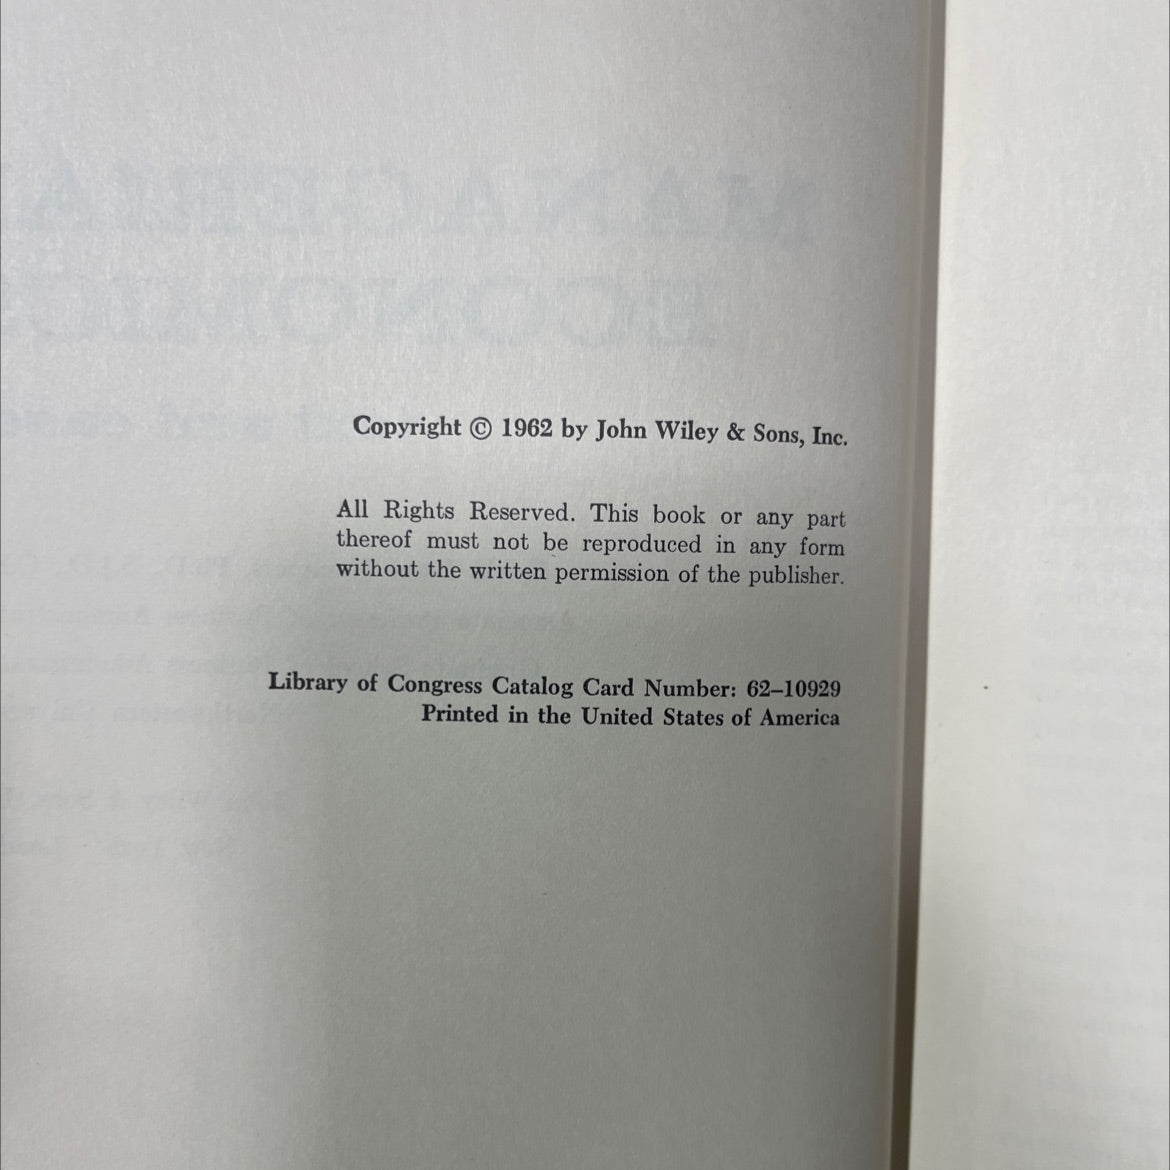 Copyright © 1962 by John Wiley & Sons, Inc.
All Rights Reserved. This book or any part
thereof must not be reproduced in any form
without the written permission of the publisher.
Library of Congress Catalog Card Number: 62–10929
Printed in the United States of America